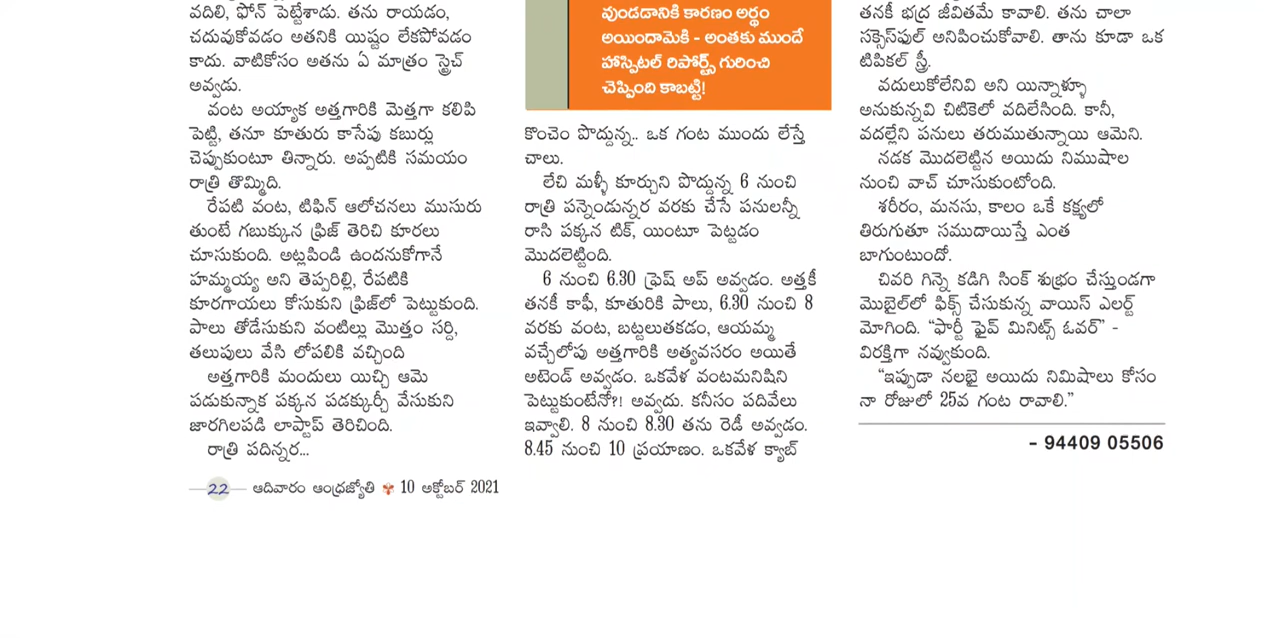 వదిలి, ఫోన్ పెట్టేశాడు. తను రాయడం,
చదువుకోవడం అతనికి యిష్టం లేకపోవడం
కాదు. వాటికోసం అతను ఏ మాత్రం స్ట్రెచ్
అవ్వడు.
వంట అయ్యాక అత్తగారికి మెత్తగా కలిపి
పెట్టి, తనూ కూతురు కాసేపు కబుర్లు
చెప్పుకుంటూ తిన్నారు. అప్పటికి సమయం
రాత్రి తొమ్మిది.
రేపటి వంట, టిఫిన్ ఆలోచనలు ముసురు
తుంటే గబుక్కున ఫ్రిజ్ తెరిచి కూరలు
చూసుకుంది. అట్లపిండి ఉందనుకోగానే
హమ్మయ్య అని తెప్పరిల్లి, రేపటికి
కూరగాయలు కోసుకుని ఫ్రిజ్‌లో పెట్టుకుంది.
పాలు తోడేసుకుని వంటిల్లు మొత్తం సర్ది,
తలుపులు వేసి లోపలికి వచ్చింది
అత్తగారికి మందులు యిచ్చి ఆమె
పడుకున్నాక పక్కన పడక్కుర్చీ వేసుకుని
జారగిలపడి లాప్టాప్ తెరిచింది.
రాత్రి పదిన్నర...
వుండడానికి కారణం అర్థం
అయిందామెకి - అంతకు ముందే
హాస్పిటల్ రిపోర్ట్స్ గురించి
చెప్పింది కాబట్టి!
కొంచెం పొద్దున్న.. ఒక గంట ముందు లేస్తే
చాలు.
లేచి మళ్ళీ కూర్చుని పొద్దున్న 6 నుంచి
రాత్రి పన్నెండున్నర వరకు చేసే పనులన్నీ
రాసి పక్కన టిక్, యింటూ పెట్టడం
మొదలెట్టింది.
6 నుంచి 6.30 ఫ్రెష్ అప్ అవ్వడం. అత్తకీ
తనకీ కాఫీ, కూతురికి పాలు, 6.30 నుంచి 8
వరకు వంట, బట్టలుతకడం, ఆయమ్మ
వచ్చేలోపు అత్తగారికి అత్యవసరం అయితే
అటెండ్ అవ్వడం. ఒకవేళ వంటమనిషిని
పెట్టుకుంటేనో?! అవ్వదు. కనీసం పదివేలు
ఇవ్వాలి. 8 నుంచి 8.30 తను రెడీ అవ్వడం.
8.45 నుంచి 10 ప్రయాణం. ఒకవేళ క్యాబ్
తనకీ భద్ర జీవితమే కావాలి. తను చాలా
సక్సెస్‌ఫుల్ అనిపించుకోవాలి. తాను కూడా ఒక
టిపికల్ స్త్రీ.
వదులుకోలేనివి అని యిన్నాళ్ళూ
అనుకున్నవి చిటికెలో వదిలేసింది. కానీ,
వదల్లేని పనులు తరుముతున్నాయి ఆమెని.
నడక మొదలెట్టిన అయిదు నిముషాల
నుంచి వాచ్ చూసుకుంటోంది.
శరీరం, మనసు, కాలం ఒకే కక్ష్యలో
తిరుగుతూ సముదాయిస్తే ఎంత
బాగుంటుందో.
చివరి గిన్నె కడిగి సింక్ శుభ్రం చేస్తుండగా
మొబైల్‌లో ఫిక్స్ చేసుకున్న వాయిస్ ఎలర్ట్
మోగింది. “ఫార్టీ ఫైవ్ మినిట్స్ ఓవర్” -
విరక్తిగా నవ్వుకుంది.
“ఇప్పుడా నలభై అయిదు నిమిషాలు కోసం
నా రోజులో 25వ గంట రావాలి.”
- 94409 05506
22 ఆదివారం ఆంధ్రజ్యోతి 10 అక్టోబర్ 2021